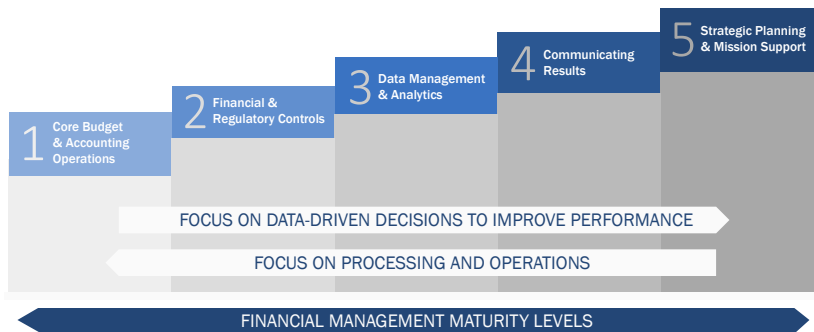 1
Core Budget
& Accounting
Operations
2
Financial &
Regulatory Controls
3
Data Management
& Analytics
4
Communicating
Results
5
Strategic Planning
& Mission Support
FOCUS ON DATA-DRIVEN DECISIONS TO IMPROVE PERFORMANCE
FOCUS ON PROCESSING AND OPERATIONS
FINANCIAL MANAGEMENT MATURITY LEVELS